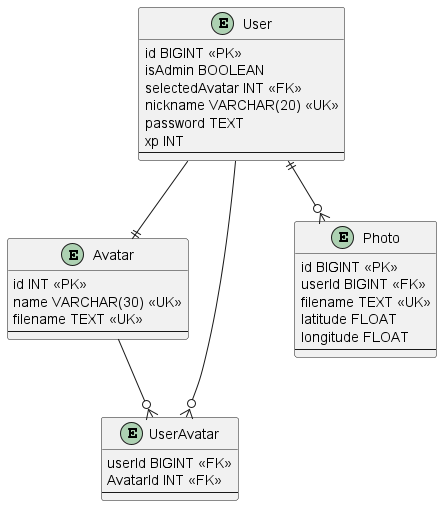 E User
id BIGINT «PK»
isAdmin BOOLEAN
selectedAvatar INT «FK»
nickname VARCHAR(20) «UK»
password TEXT
xp INT
E Avatar
id INT «PK»
name VARCHAR(30) «UK»
filename TEXT «UK»
E Photo
id BIGINT «PK»
userId BIGINT «FK»
filename TEXT «UK»
latitude FLOAT
longitude FLOAT
E UserAvatar
userId BIGINT «FK»
AvatarId INT «FK»